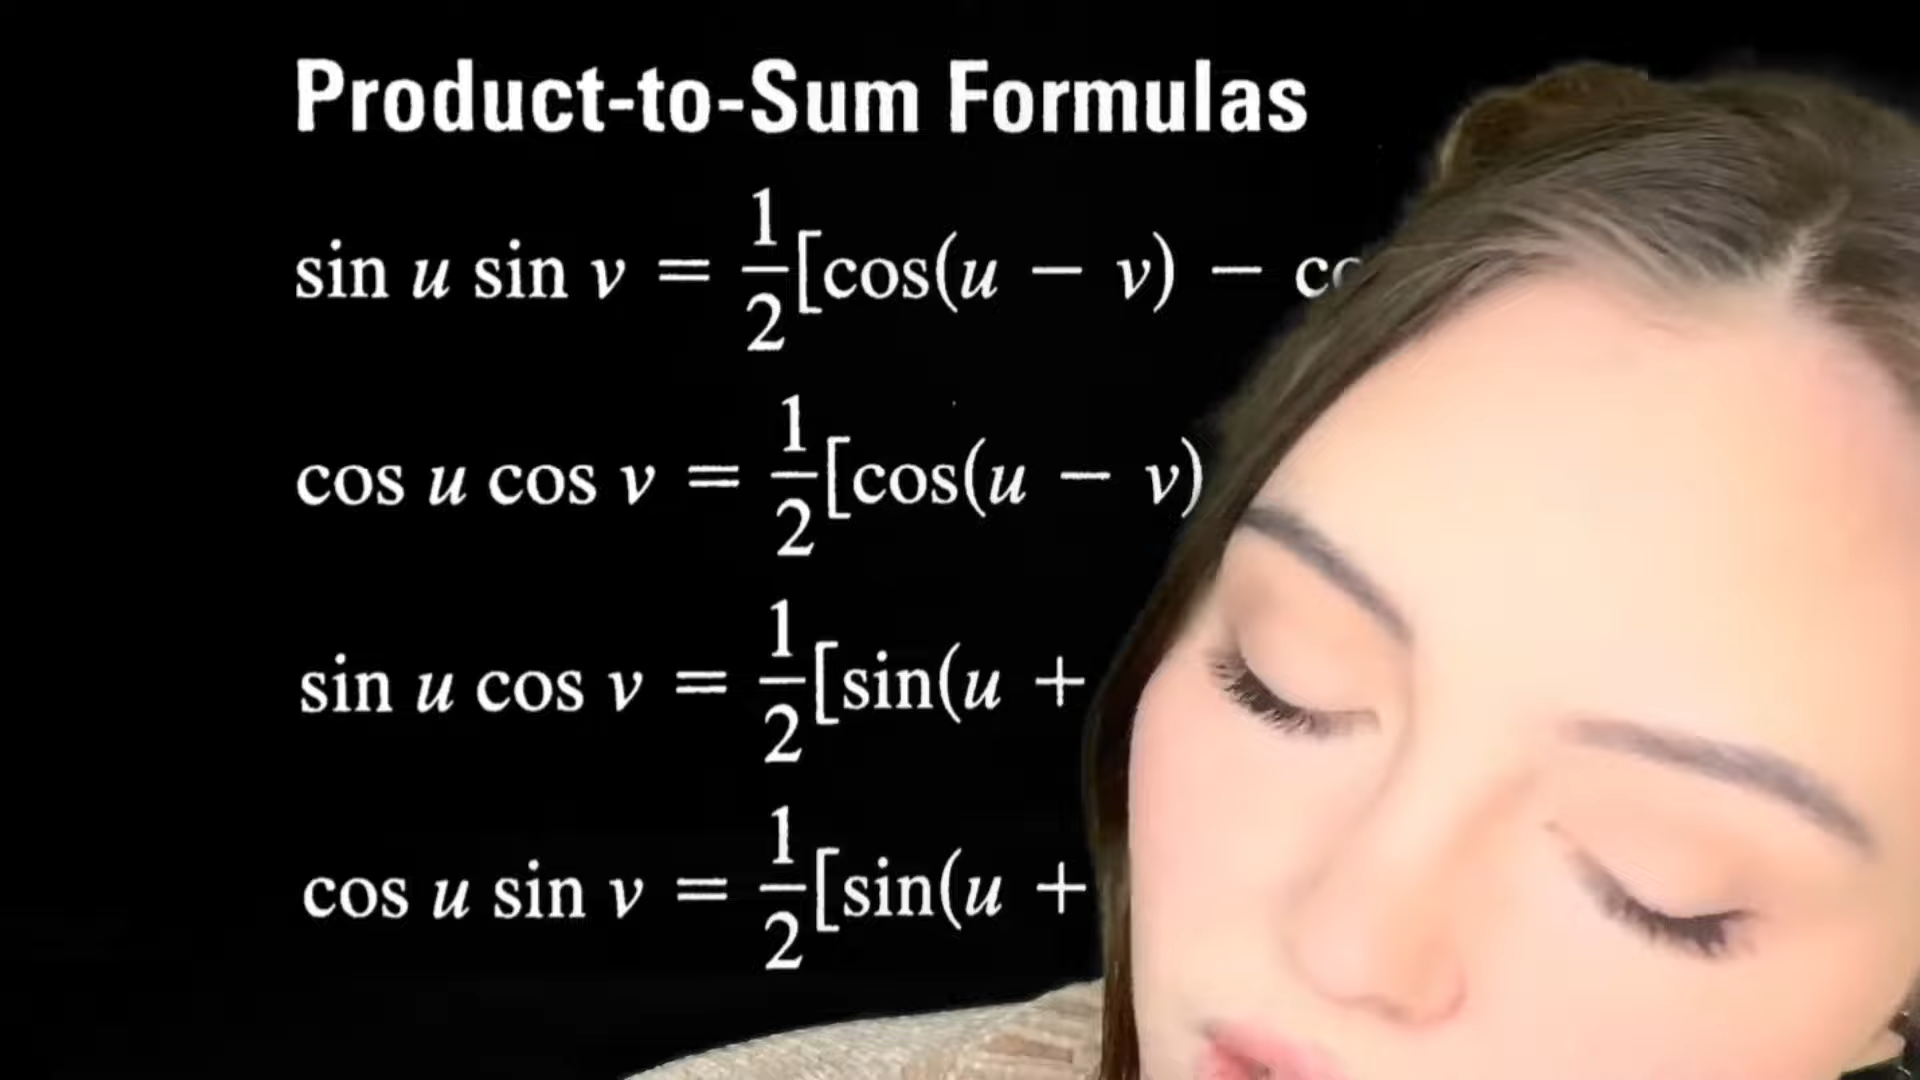 Product-to-Sum Formulas
sin u sin v = 1/2[cos(u − v) −
cos u cos v = 1/2[cos(u − v)
sin u cos v = 1/2[sin(u +
cos u sin v = 1/2[sin(u +